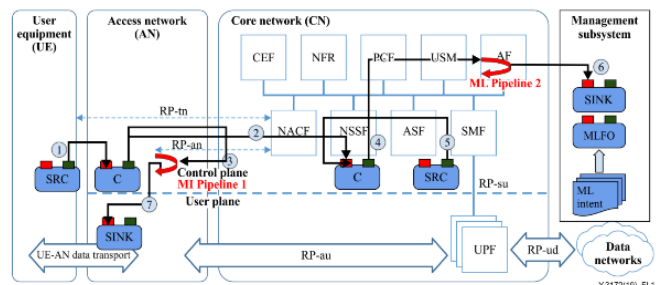 User
equipment (UE)
Access network
(AN)
Core network (CN)
Management
subsystem
CEF
NFR
PCF
USM
AF
ML Pipeline 2
6
SINK
MLFO
ML
intent
RP-tn
RP-an
NACF
NSSF
ASF
SMF
1
2
3
4
5
SRC
C
Control plane
MI Pipeline 1
User plane
C
SRC
RP-su
7
SINK
UE-AN data transport
RP-au
UPF
RP-ud
Data
networks